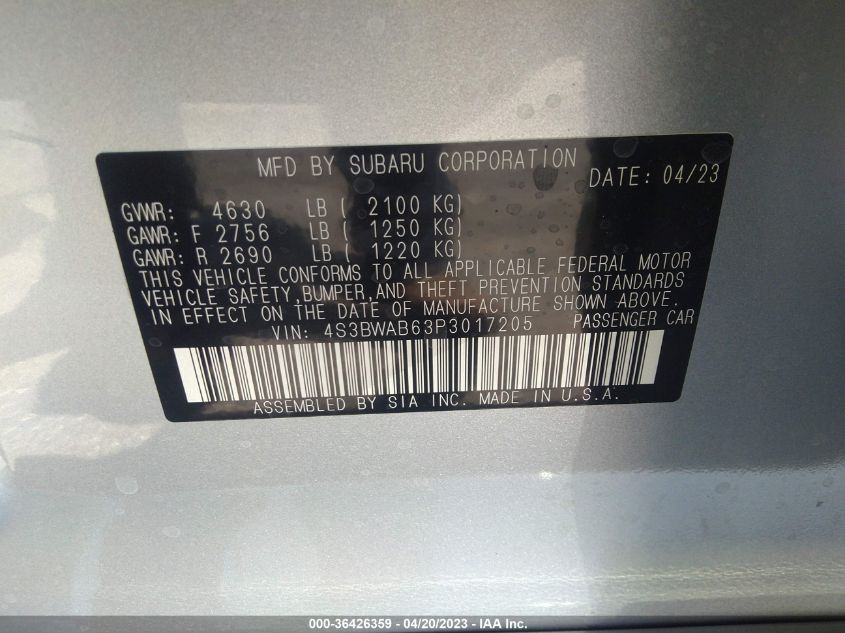 MFD BY SUBARU CORPORATION DATE: 04/23
GVWR: 4630 LB ( 2100 KG)
GAWR: F 2756 LB ( 1250 KG)
GAWR: R 2690 LB ( 1220 KG)
THIS VEHICLE CONFORMS TO ALL APPLICABLE FEDERAL MOTOR
VEHICLE SAFETY,BUMPER,AND THEFT PREVENTION STANDARDS
IN EFFECT ON THE DATE OF MANUFACTURE SHOWN ABOVE.
VIN: 4S3BWAB63P3017205 PASSENGER CAR
ASSEMBLED BY SIA INC. MADE IN U.S.A.
000-36426359 - 04/20/2023 - IAA Inc.